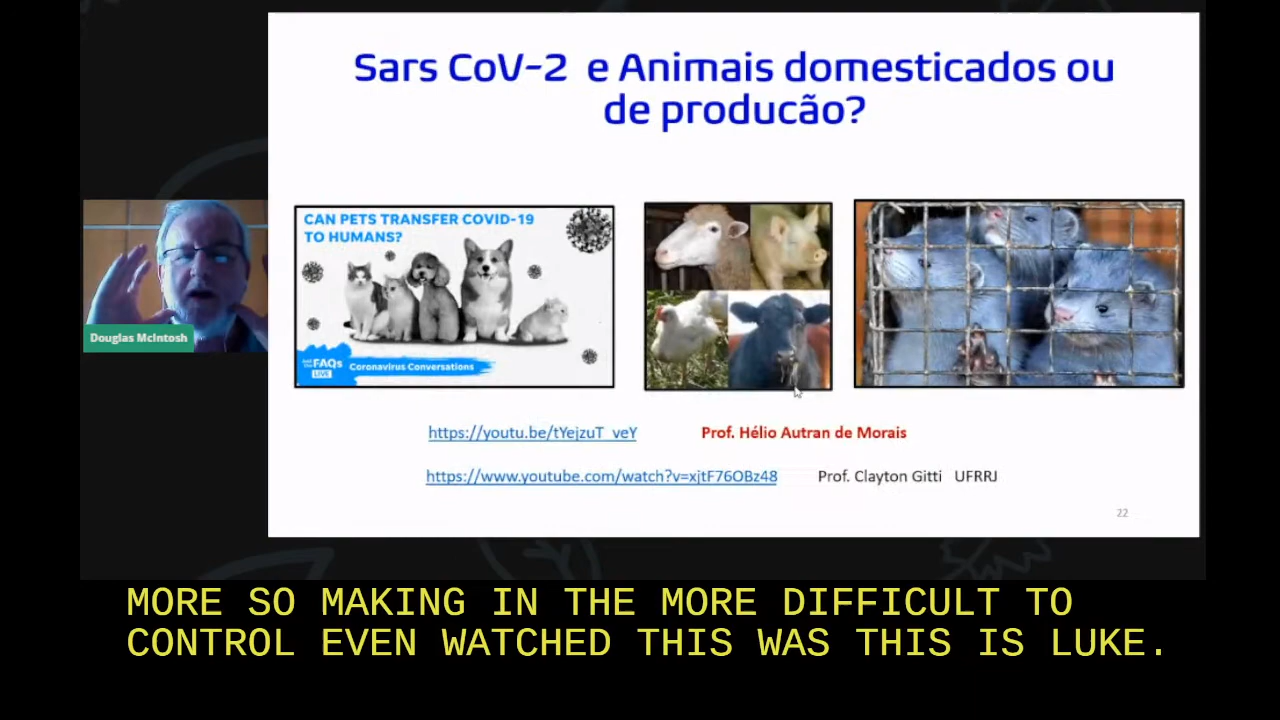 Sars CoV-2 e Animais domesticados ou
de producão?
CAN PETS TRANSFER COVID-19
TO HUMANS?
FAQs
LIVE
Coronavirus Conversations
Douglas McIntosh
https://youtu.be/tYejzuT_veY
Prof. Hélio Autran de Morais
https://www.youtube.com/watch?v=xjtF76OBz48
Prof. Clayton Gitti UFRRJ
22
MORE SO MAKING IN THE MORE DIFFICULT TO
CONTROL EVEN WATCHED THIS WAS THIS IS LUKE.